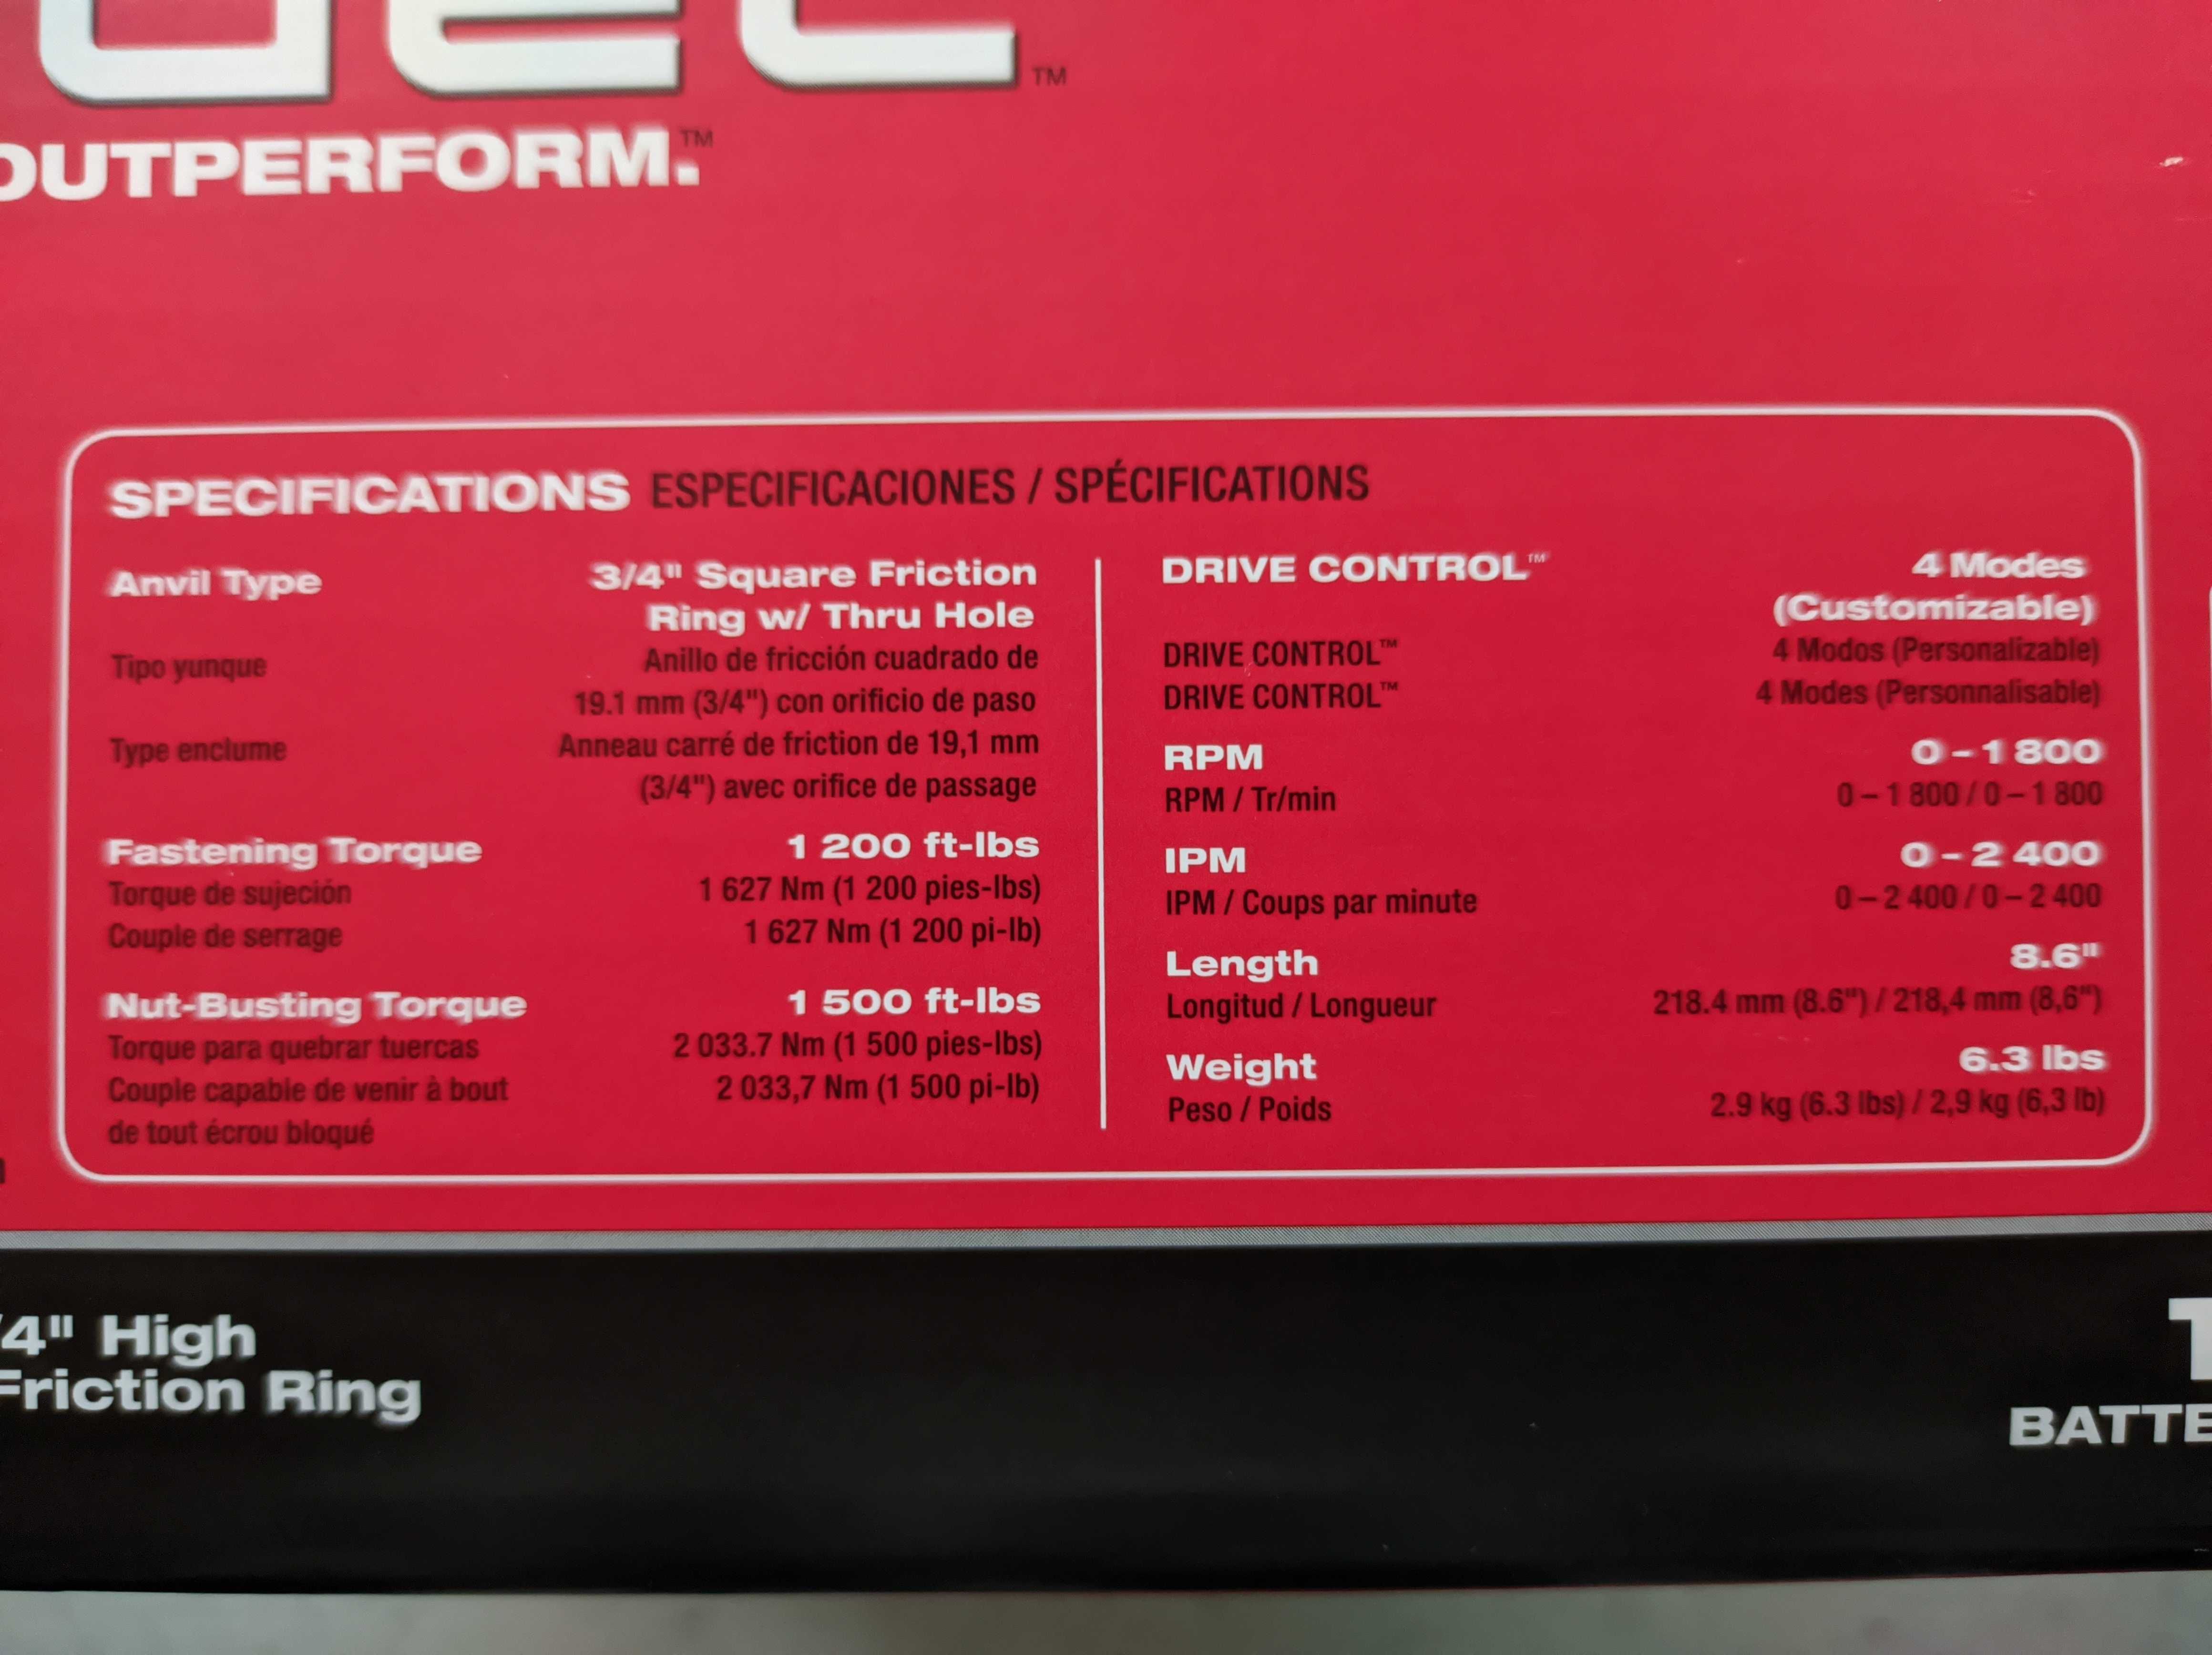 ™
OUTPERFORM.™
SPECIFICATIONS ESPECIFICACIONES / SPÉCIFICATIONS
Anvil Type 3/4" Square Friction
Ring w/ Thru Hole
Tipo yunque Anillo de fricción cuadrado de
19.1 mm (3/4") con orificio de paso
Type enclume Anneau carré de friction de 19,1 mm
(3/4") avec orifice de passage
Fastening Torque 1 200 ft-lbs
Torque de sujeción 1 627 Nm (1 200 pies-lbs)
Couple de serrage 1 627 Nm (1 200 pi-lb)
Nut-Busting Torque 1 500 ft-lbs
Torque para quebrar tuercas 2 033.7 Nm (1 500 pies-lbs)
Couple capable de venir à bout 2 033,7 Nm (1 500 pi-lb)
de tout écrou bloqué
DRIVE CONTROL™ 4 Modes
(Customizable)
DRIVE CONTROL™ 4 Modos (Personalizable)
DRIVE CONTROL™ 4 Modes (Personnalisable)
RPM 0 – 1 800
RPM / Tr/min 0 – 1 800 / 0 – 1 800
IPM 0 – 2 400
IPM / Coups par minute 0 – 2 400 / 0 – 2 400
Length 8.6"
Longitud / Longueur 218.4 mm (8.6") / 218,4 mm (8,6")
Weight 6.3 lbs
Peso / Poids 2.9 kg (6.3 lbs) / 2,9 kg (6,3 lb)
/4" High
Friction Ring
BATTE